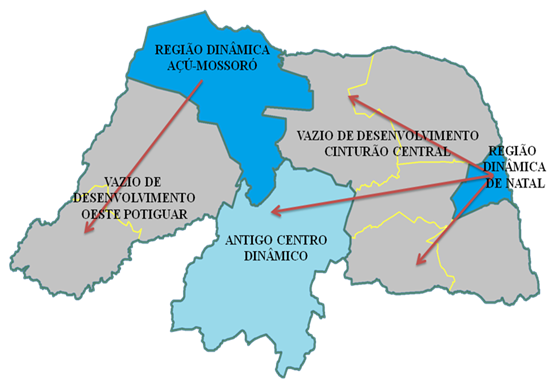 REGIÃO DINÂMICA
AÇÚ-MOSSORÓ
VAZIO DE DESENVOLVIMENTO
CINTURÃO CENTRAL
REGIÃO
DINÂMICA
DE NATAL
VAZIO DE
DESENVOLVIMENTO
OESTE POTIGUAR
ANTIGO CENTRO
DINÂMICO